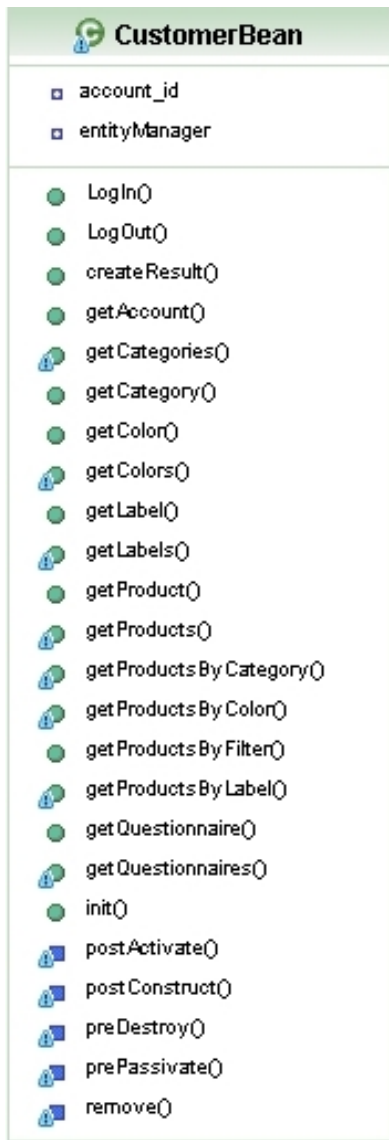 CustomerBean
account_id
entityManager
LogIn()
LogOut()
createResult()
getAccount()
getCategories()
getCategory()
getColor()
getColors()
getLabel()
getLabels()
getProduct()
getProducts()
getProductsByCategory()
getProductsByColor()
getProductsByFilter()
getProductsByLabel()
getQuestionnaire()
getQuestionnaires()
init()
postActivate()
postConstruct()
preDestroy()
prePassivate()
remove()